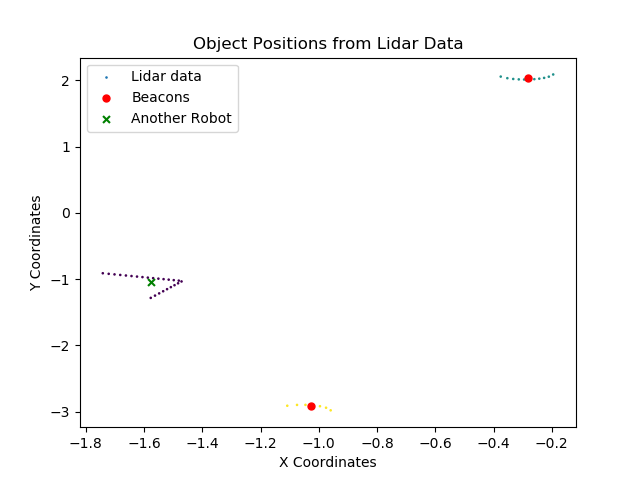 Object Positions from Lidar Data
Lidar data
Beacons
Another Robot
Y Coordinates
2
1
0
−1
−2
−3
−1.8 −1.6 −1.4 −1.2 −1.0 −0.8 −0.6 −0.4 −0.2
X Coordinates